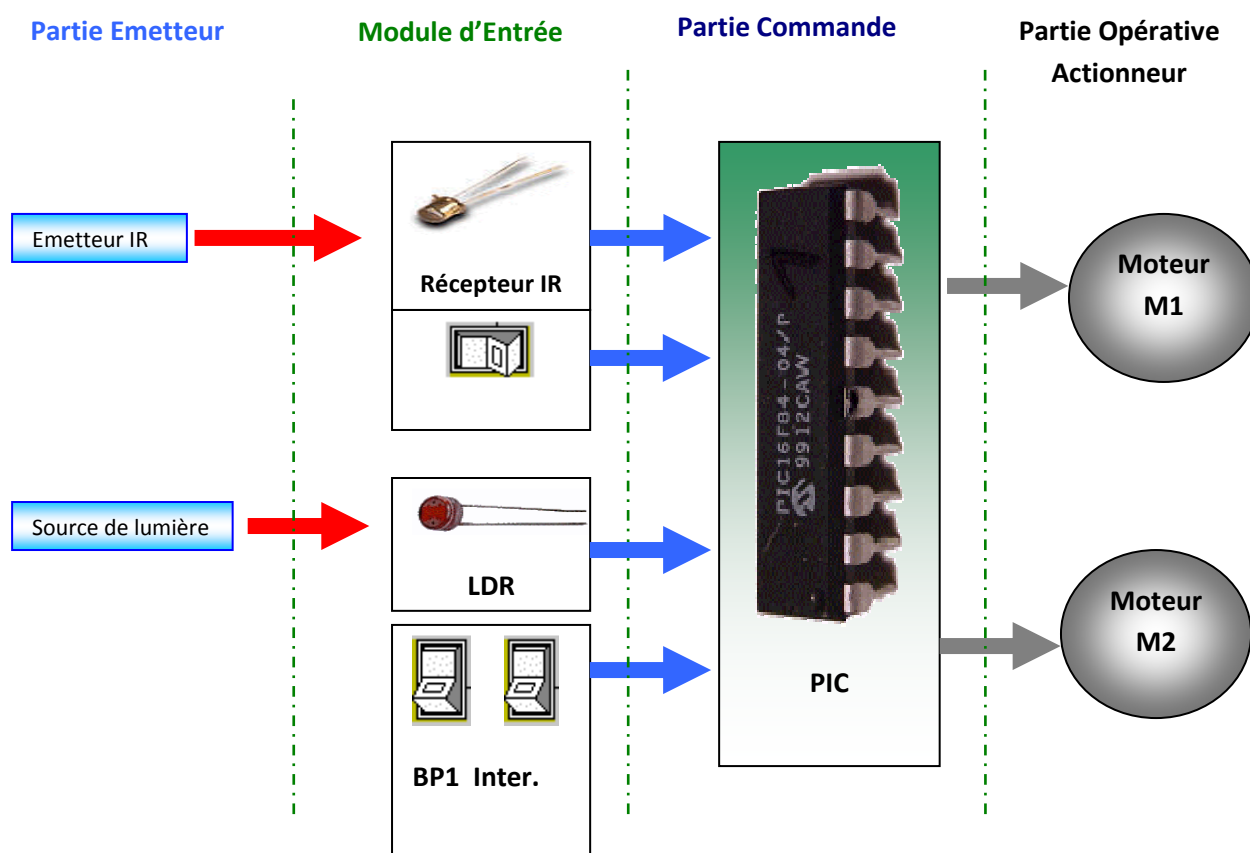 Partie Emetteur
Module d'Entrée
Partie Commande
Partie Opérative
Actionneur
Emetteur IR
Récepteur IR
Moteur
M1
PIC16F84-04/P
9912CAW
Source de lumière
LDR
Moteur
M2
PIC
BP1 Inter.